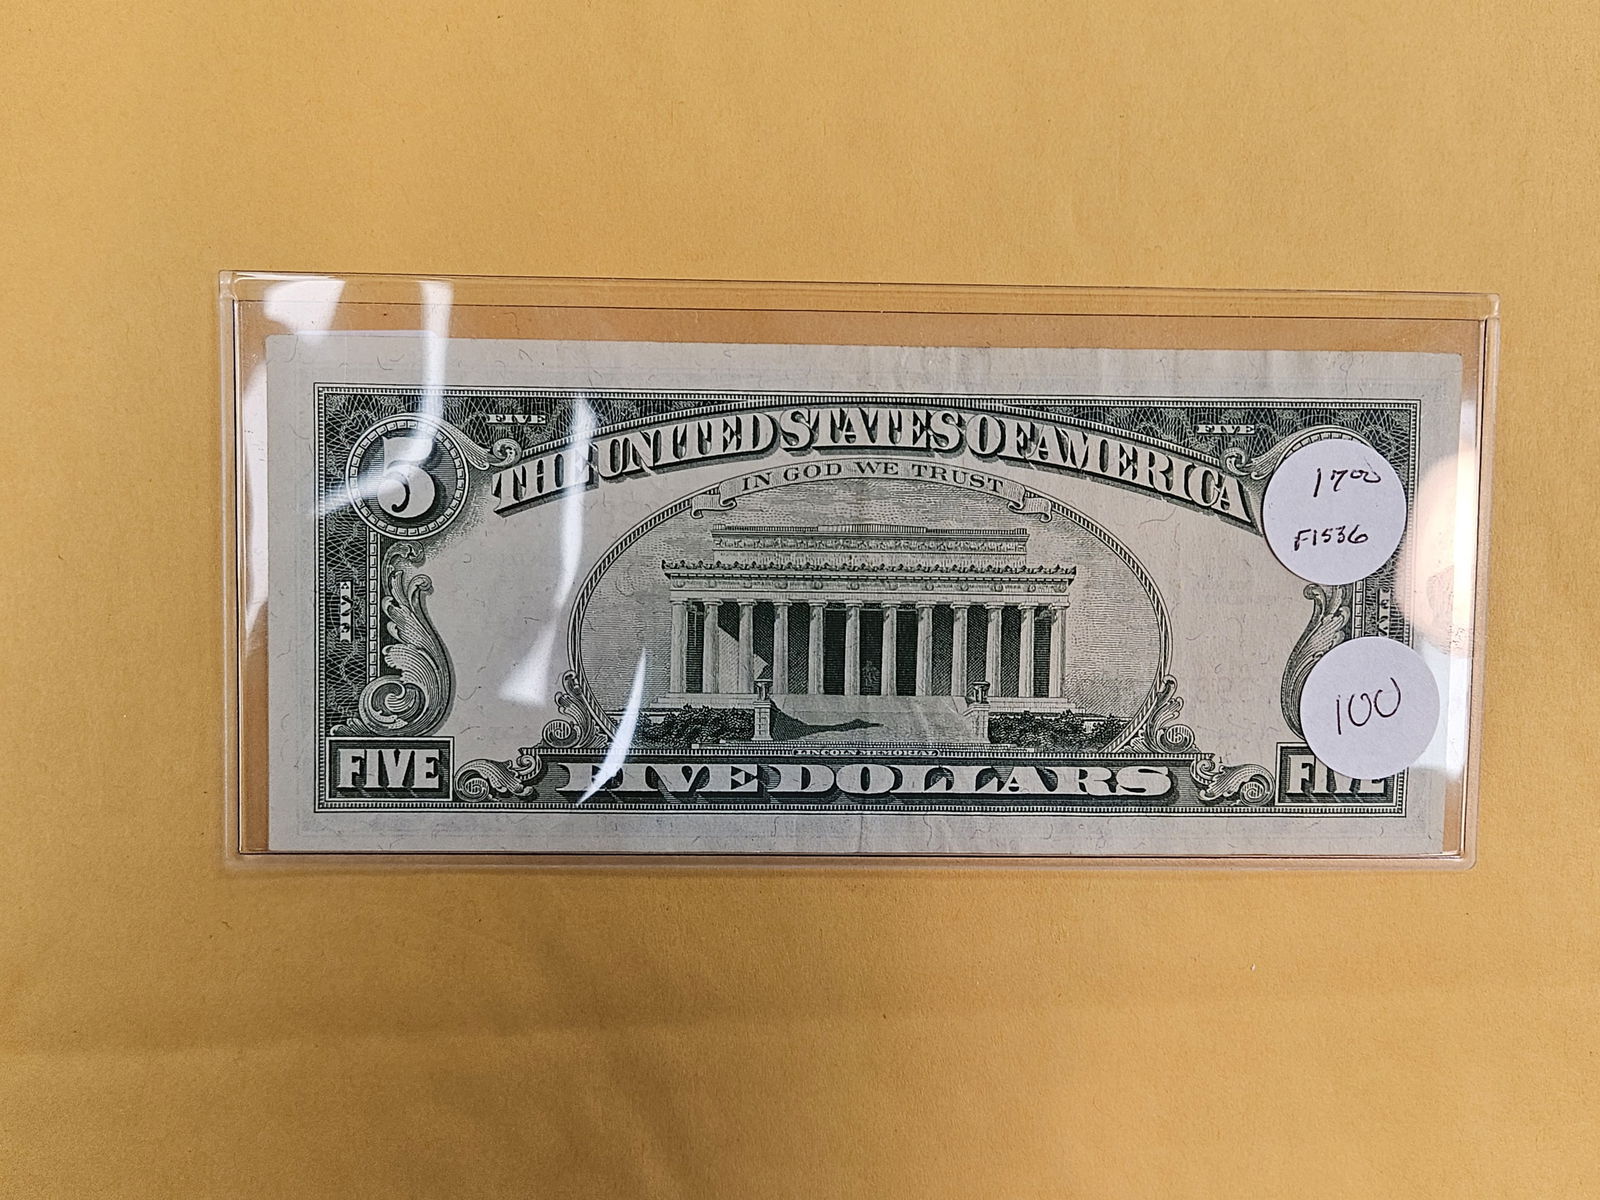 FIVE
FIVE
5
THE UNITED STATES OF AMERICA
IN GOD WE TRUST
17⁰⁰
F1536
FIVE
FIVE
100
LINCOLN MEMORIAL
FIVE
FIVE DOLLARS
FIVE